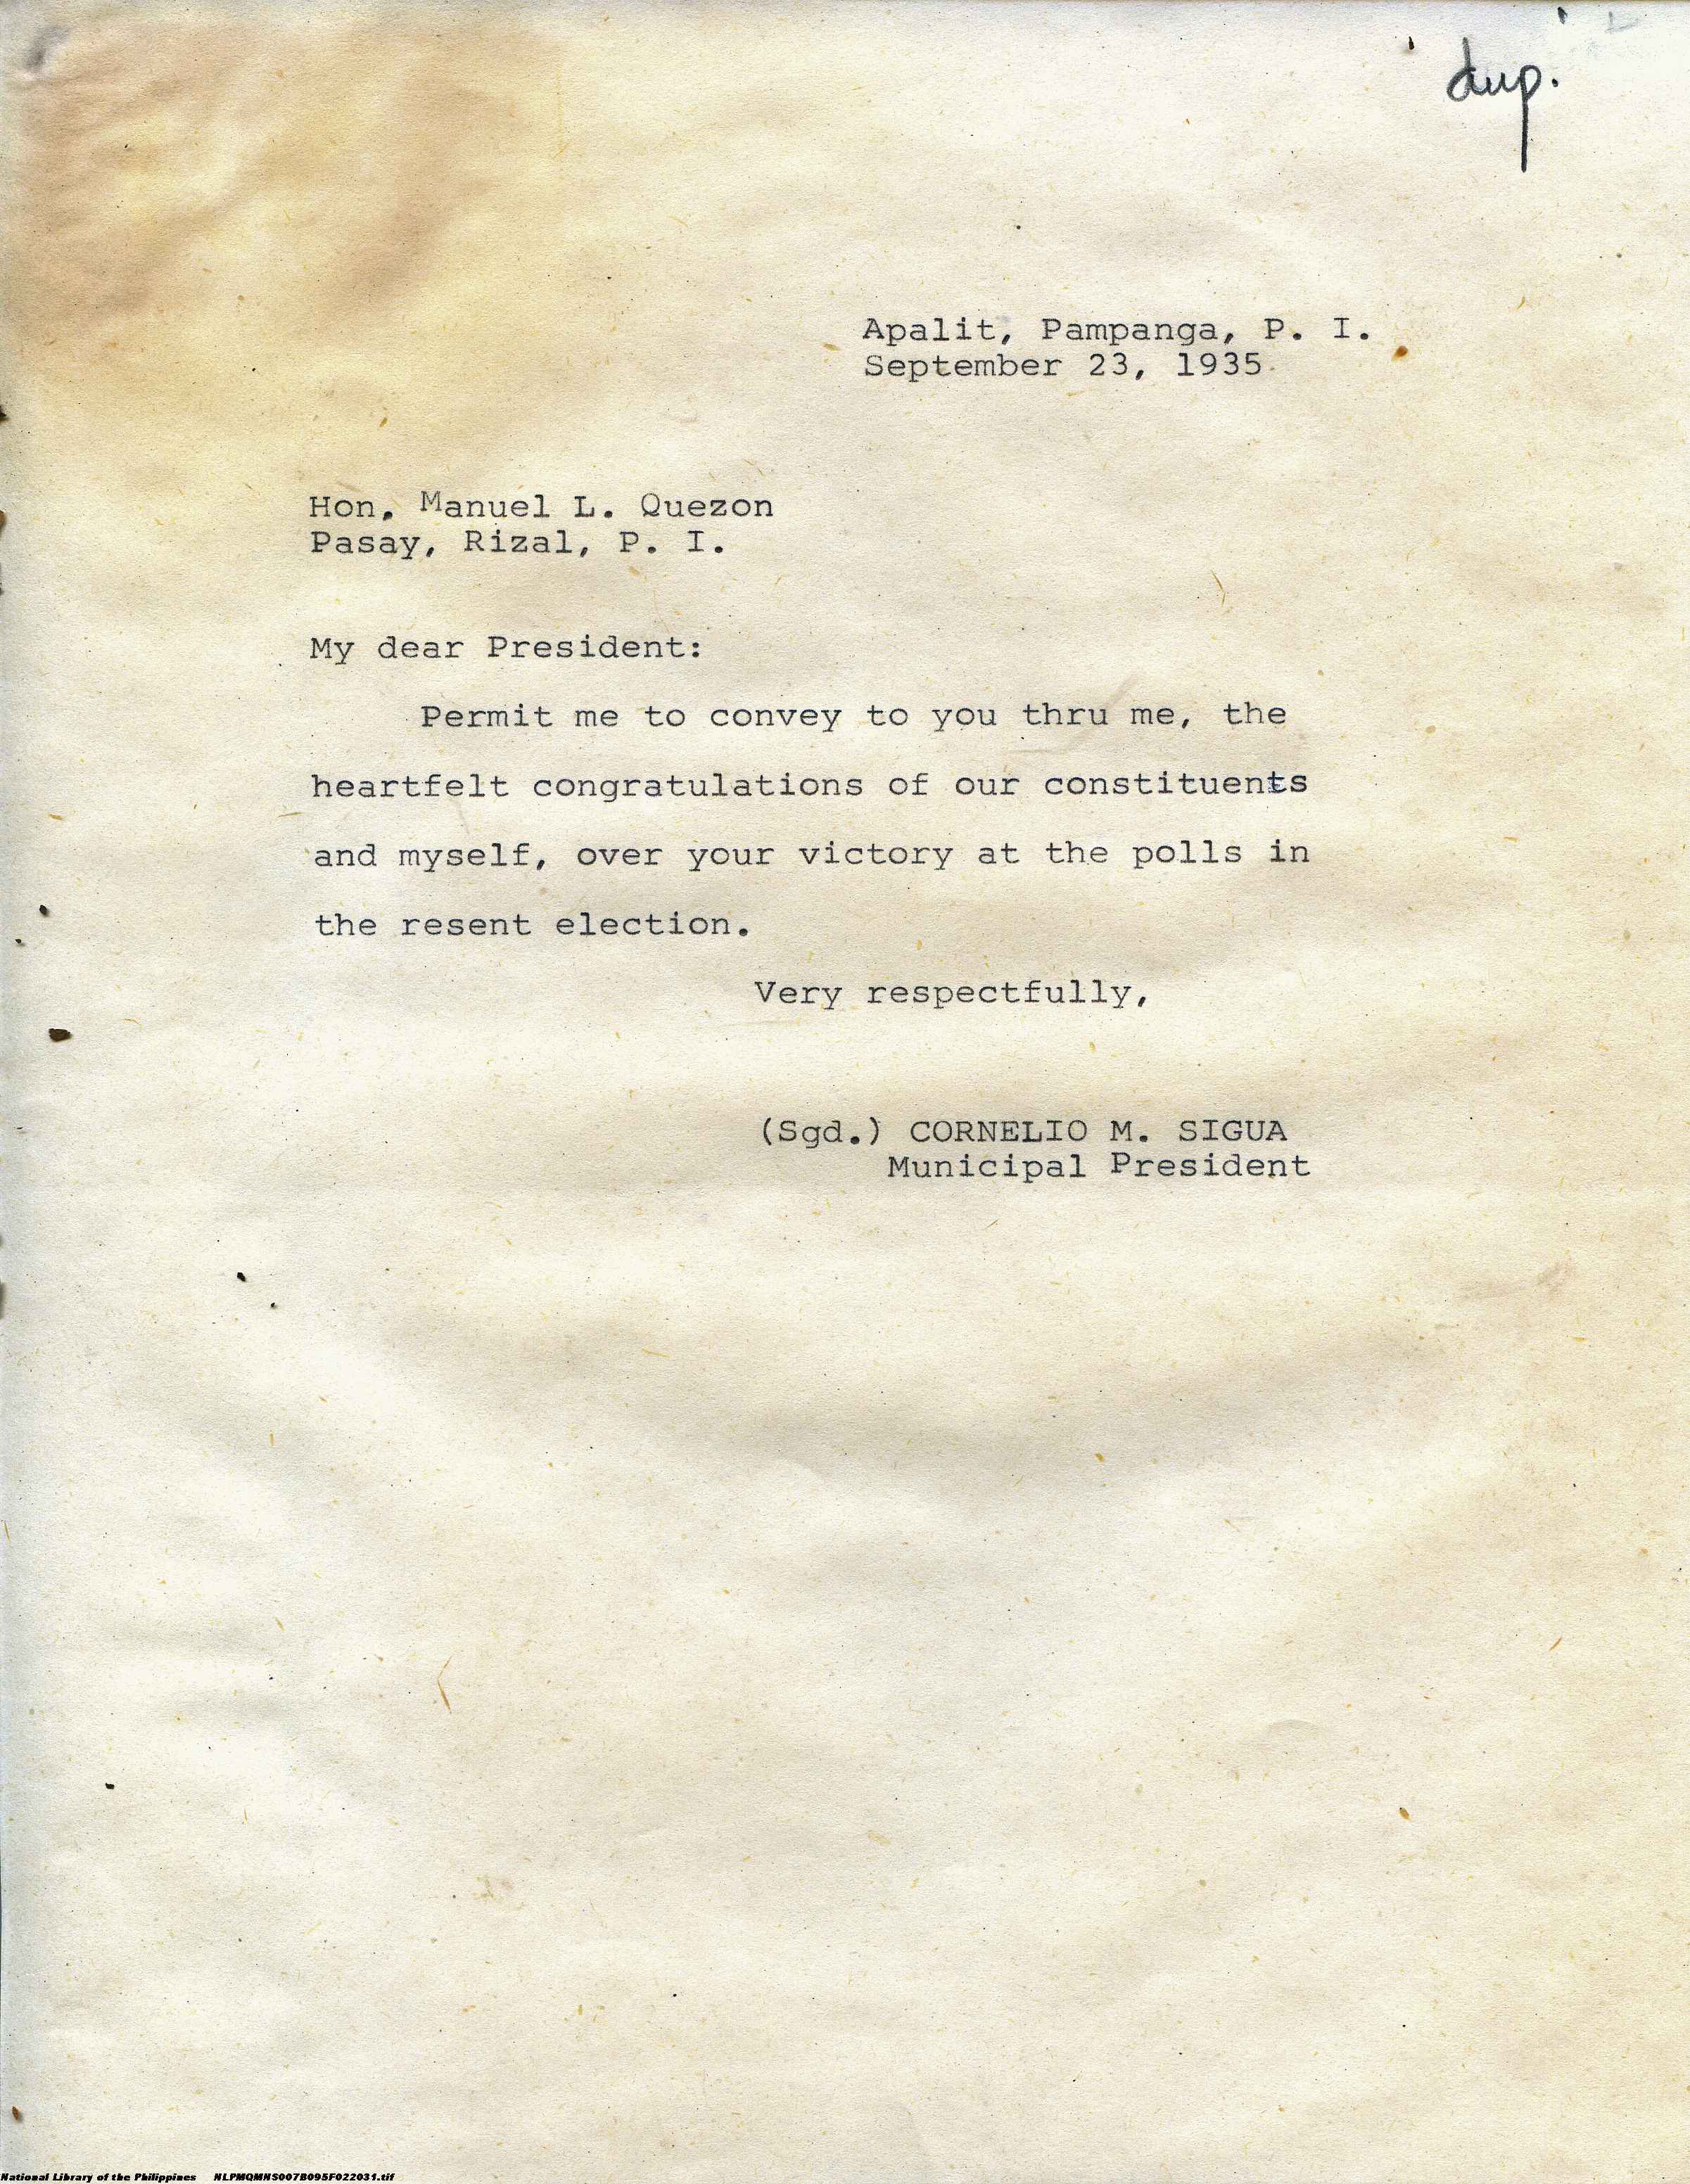 dup.
Apalit, Pampanga, P. I.
September 23, 1935
Hon. Manuel L. Quezon
Pasay, Rizal, P. I.
My dear President:
Permit me to convey to you thru me, the
heartfelt congratulations of our constituents
and myself, over your victory at the polls in
the resent election.
Very respectfully,
(Sgd.) CORNELIO M. SIGUA
Municipal President
National Library of the Philippines NLPMQMNS007B095F022031.tif